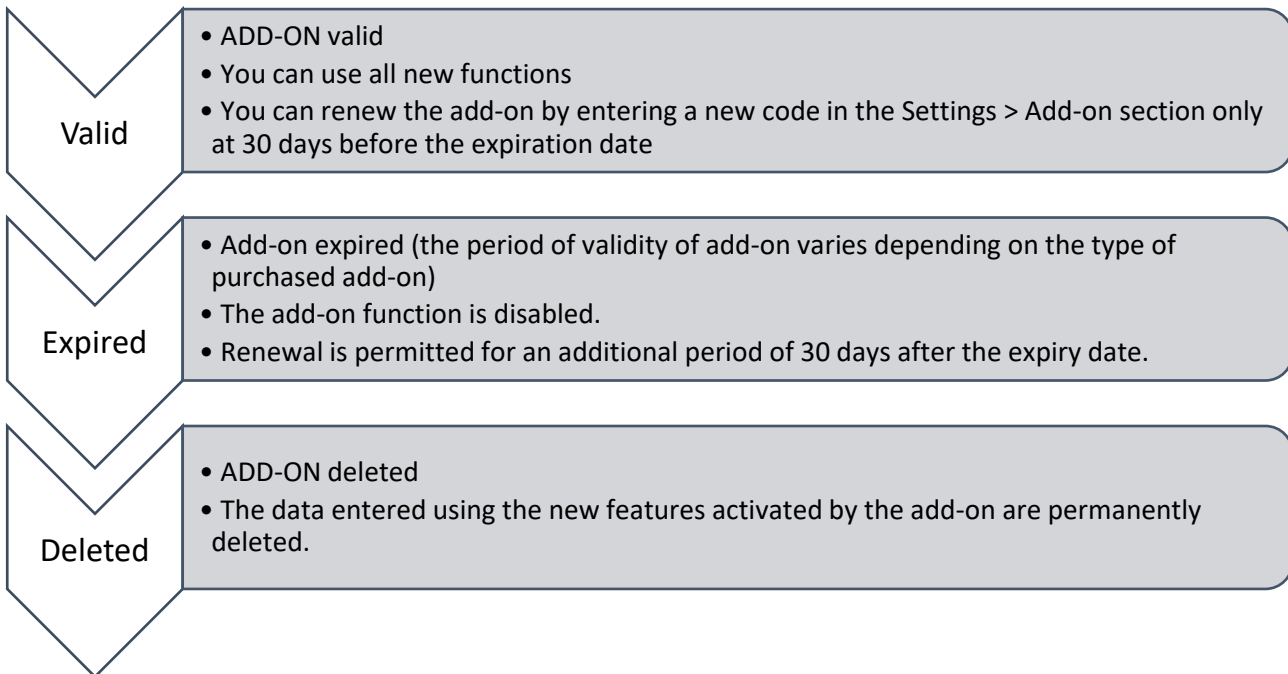 Valid
• ADD-ON valid
• You can use all new functions
• You can renew the add-on by entering a new code in the Settings > Add-on section only
at 30 days before the expiration date
Expired
• Add-on expired (the period of validity of add-on varies depending on the type of
purchased add-on)
• The add-on function is disabled.
• Renewal is permitted for an additional period of 30 days after the expiry date.
Deleted
• ADD-ON deleted
• The data entered using the new features activated by the add-on are permanently
deleted.